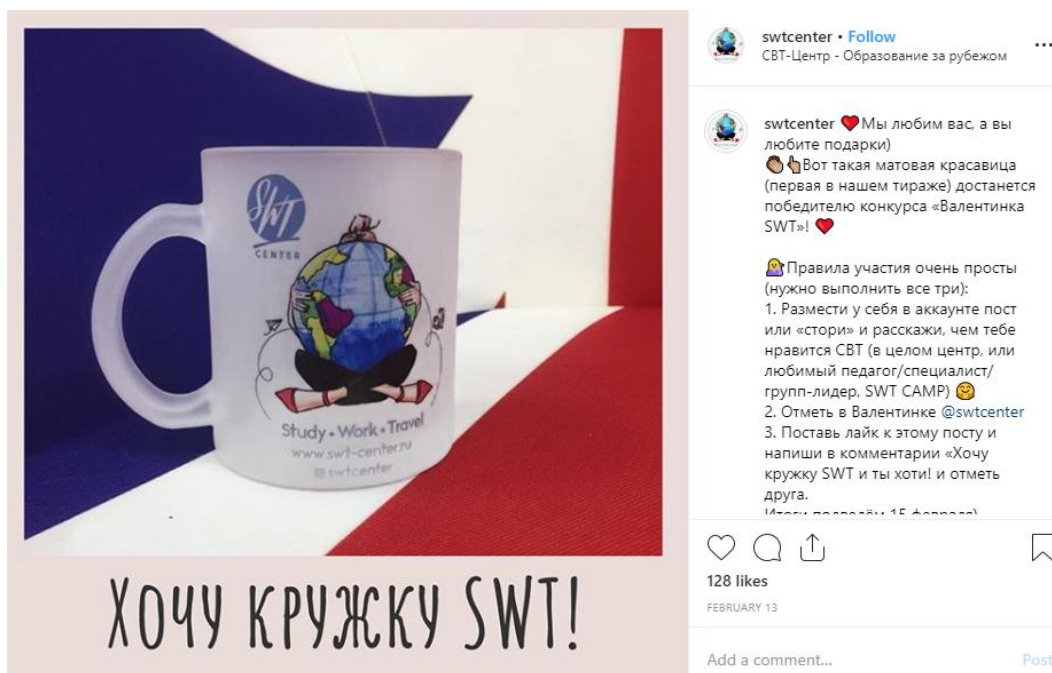 SWT
CENTER
Study • Work • Travel
www.swt-center.ru
swtcenter
Хочу кружку SWT!
swtcenter • Follow
СВТ-Центр - Образование за рубежом
swtcenter ❤️Мы любим вас, а вы
любите подарки)
👏🏽👆🏽Вот такая матовая красавица
(первая в нашем тираже) достанется
победителю конкурса «Валентинка
SWT»! ❤️
🙋🏼‍♀️Правила участия очень просты
(нужно выполнить все три):
1. Размести у себя в аккаунте пост
или «стори» и расскажи, чем тебе
нравится СВТ (в целом центр, или
любимый педагог/специалист/
групп-лидер, SWT CAMP) 🤗
2. Отметь в Валентинке @swtcenter
3. Поставь лайк к этому посту и
напиши в комментарии «Хочу
кружку SWT и ты хоти! и отметь
друга.
Итоги подведём 15 февраля)
128 likes
FEBRUARY 13
Add a comment...
Post